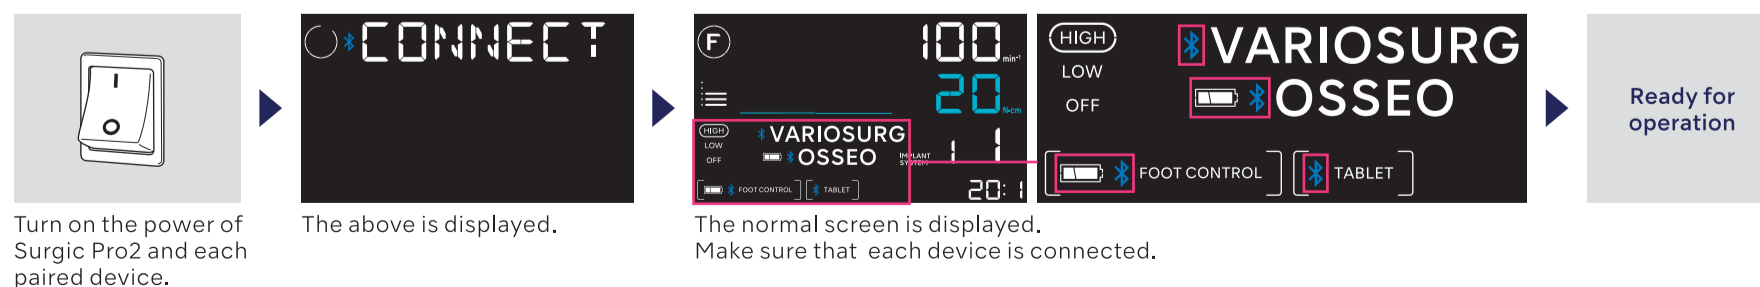 CONNECT
F
100 min⁻¹
20 N·cm
HIGH
LOW
OFF
VARIOSURG
OSSEO
IMPLANT
SYSTEM
11
FOOT CONTROL
TABLET
20:1
HIGH
LOW
OFF
VARIOSURG
OSSEO
FOOT CONTROL
TABLET
Ready for
operation
Turn on the power of
Surgic Pro2 and each
paired device.
The above is displayed.
The normal screen is displayed.
Make sure that each device is connected.